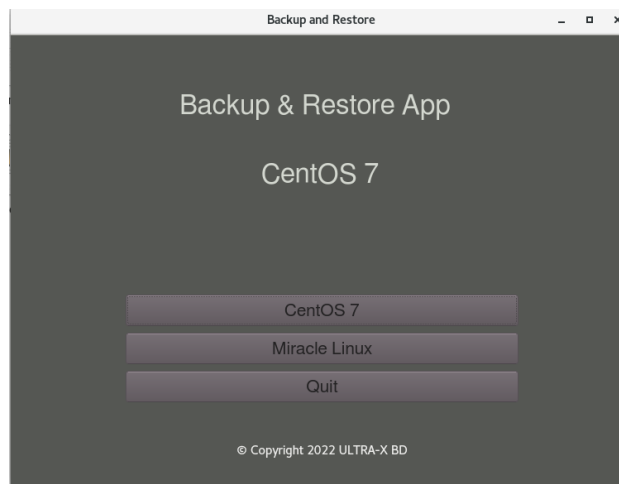 Backup and Restore
Backup & Restore App
CentOS 7
CentOS 7
Miracle Linux
Quit
© Copyright 2022 ULTRA-X BD